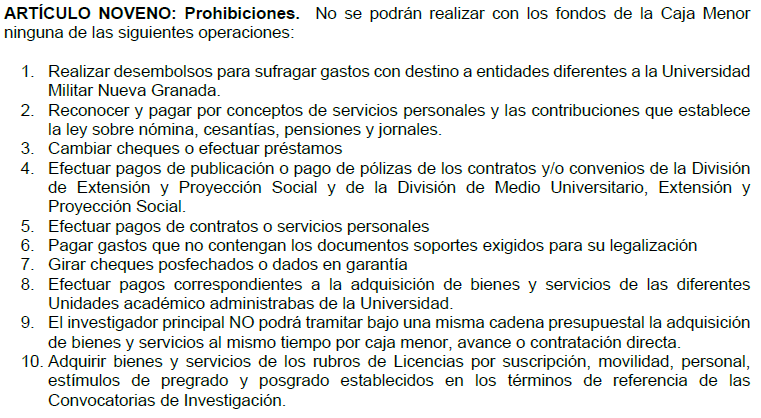 ARTÍCULO NOVENO: Prohibiciones. No se podrán realizar con los fondos de la Caja Menor
ninguna de las siguientes operaciones:
1. Realizar desembolsos para sufragar gastos con destino a entidades diferentes a la Universidad
Militar Nueva Granada.
2. Reconocer y pagar por conceptos de servicios personales y las contribuciones que establece
la ley sobre nómina, cesantías, pensiones y jornales.
3. Cambiar cheques o efectuar préstamos
4. Efectuar pagos de publicación o pago de pólizas de los contratos y/o convenios de la División
de Extensión y Proyección Social y de la División de Medio Universitario, Extensión y
Proyección Social.
5. Efectuar pagos de contratos o servicios personales
6. Pagar gastos que no contengan los documentos soportes exigidos para su legalización
7. Girar cheques posfechados o dados en garantía
8. Efectuar pagos correspondientes a la adquisición de bienes y servicios de las diferentes
Unidades académico administrabas de la Universidad.
9. El investigador principal NO podrá tramitar bajo una misma cadena presupuestal la adquisición
de bienes y servicios al mismo tiempo por caja menor, avance o contratación directa.
10. Adquirir bienes y servicios de los rubros de Licencias por suscripción, movilidad, personal,
estímulos de pregrado y posgrado establecidos en los términos de referencia de las
Convocatorias de Investigación.